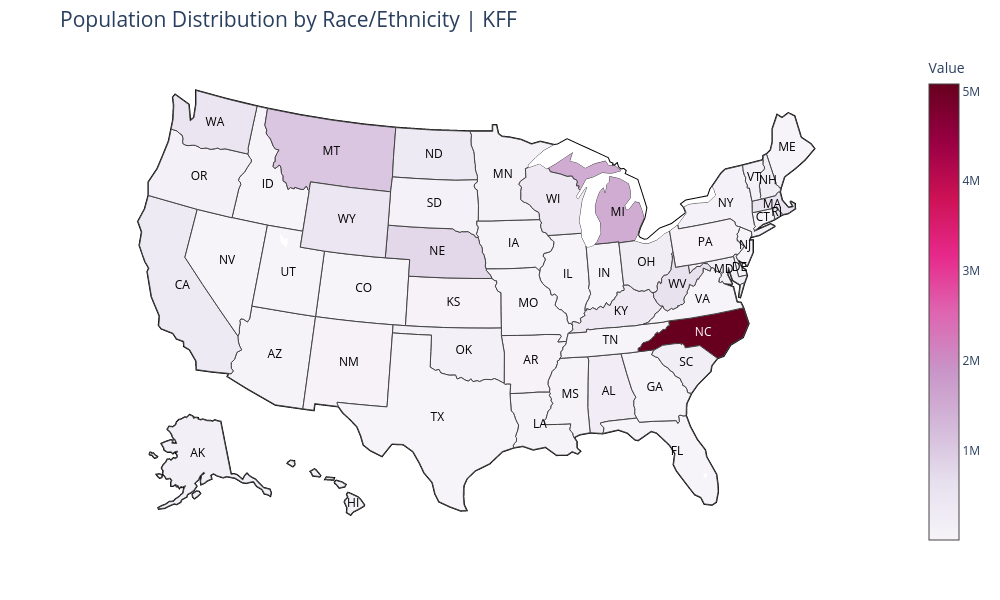 Population Distribution by Race/Ethnicity | KFF
Value
5M
4M
3M
2M
1M
WA
MT
ND
MN
ME
OR
ID
WY
SD
WI
MI
VT
NH
NY
MA
RI
CT
NV
UT
NE
IA
PA
NJ
CA
CO
KS
IL
IN
OH
MD
DE
WV
VA
MO
KY
NC
AZ
NM
OK
AR
TN
SC
MS
AL
GA
TX
LA
FL
AK
HI